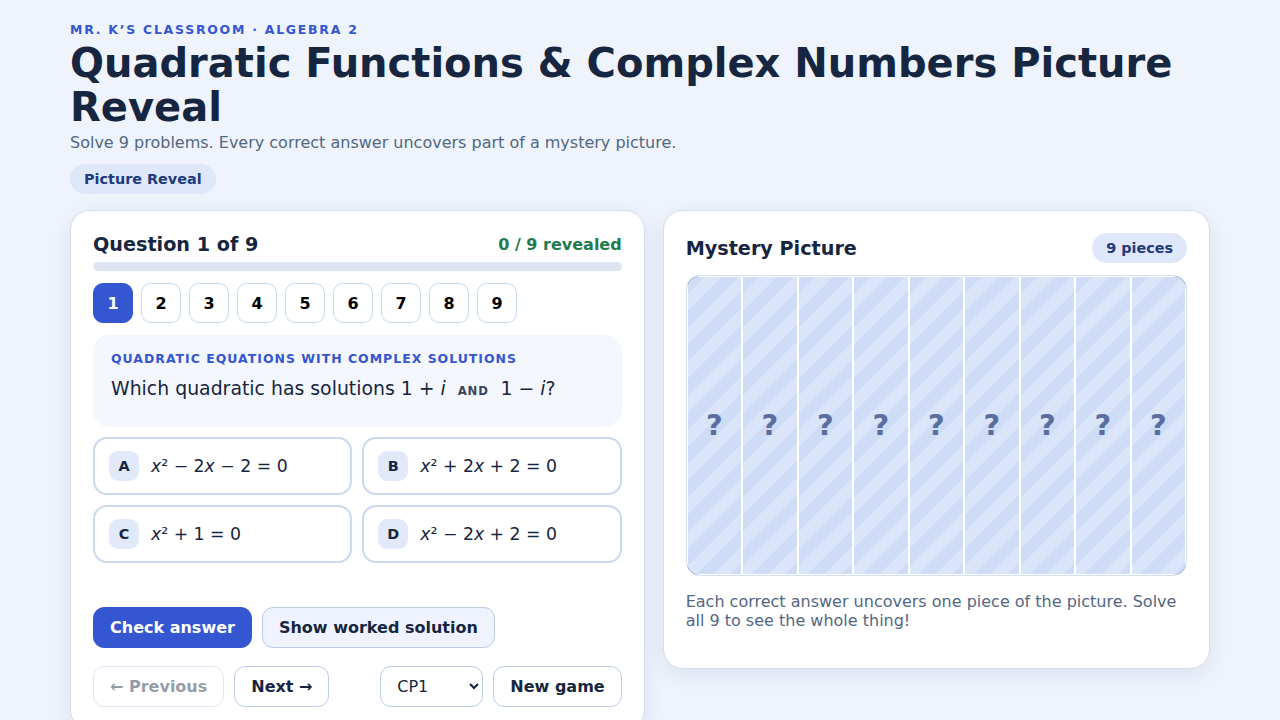 MR. K’S CLASSROOM · ALGEBRA 2
Quadratic Functions & Complex Numbers Picture
Reveal
Solve 9 problems. Every correct answer uncovers part of a mystery picture.
Picture Reveal
Question 1 of 9
0 / 9 revealed
1 2 3 4 5 6 7 8 9
QUADRATIC EQUATIONS WITH COMPLEX SOLUTIONS
Which quadratic has solutions 1 + i AND 1 − i?
A x² − 2x − 2 = 0
B x² + 2x + 2 = 0
C x² + 1 = 0
D x² − 2x + 2 = 0
Check answer
Show worked solution
← Previous
Next →
CP1
New game
Mystery Picture
9 pieces
? ? ? ? ? ? ? ? ?
Each correct answer uncovers one piece of the picture. Solve
all 9 to see the whole thing!